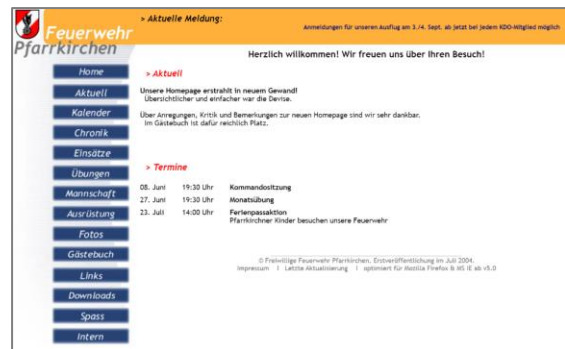 Feuerwehr
Pfarrkirchen
> Aktuelle Meldung:
Anmeldungen für unseren Ausflug am 3./4. Sept. ab jetzt bei jedem KDO-Mitglied möglich
Herzlich willkommen! Wir freuen uns über Ihren Besuch!
Home
Aktuell
Kalender
Chronik
Einsätze
Übungen
Mannschaft
Ausrüstung
Fotos
Gästebuch
Links
Downloads
Spass
Intern
> Aktuell
Unsere Homepage erstrahlt in neuem Gewand!
Übersichtlicher und einfacher war die Devise.
Über Anregungen, Kritik und Bemerkungen zur neuen Homepage sind wir sehr dankbar,
im Gästebuch ist dafür reichlich Platz.
> Termine
08. Juni 19:30 Uhr Kommandositzung
27. Juni 19:30 Uhr Monatsübung
23. Juli 14:00 Uhr Ferienpassaktion
Pfarrkirchner Kinder besuchen unsere Feuerwehr
© Freiwillige Feuerwehr Pfarrkirchen. Erstveröffentlichung im Juli 2004.
Impressum | Letzte Aktualisierung | optimiert für Mozilla Firefox & MS IE ab v5.0